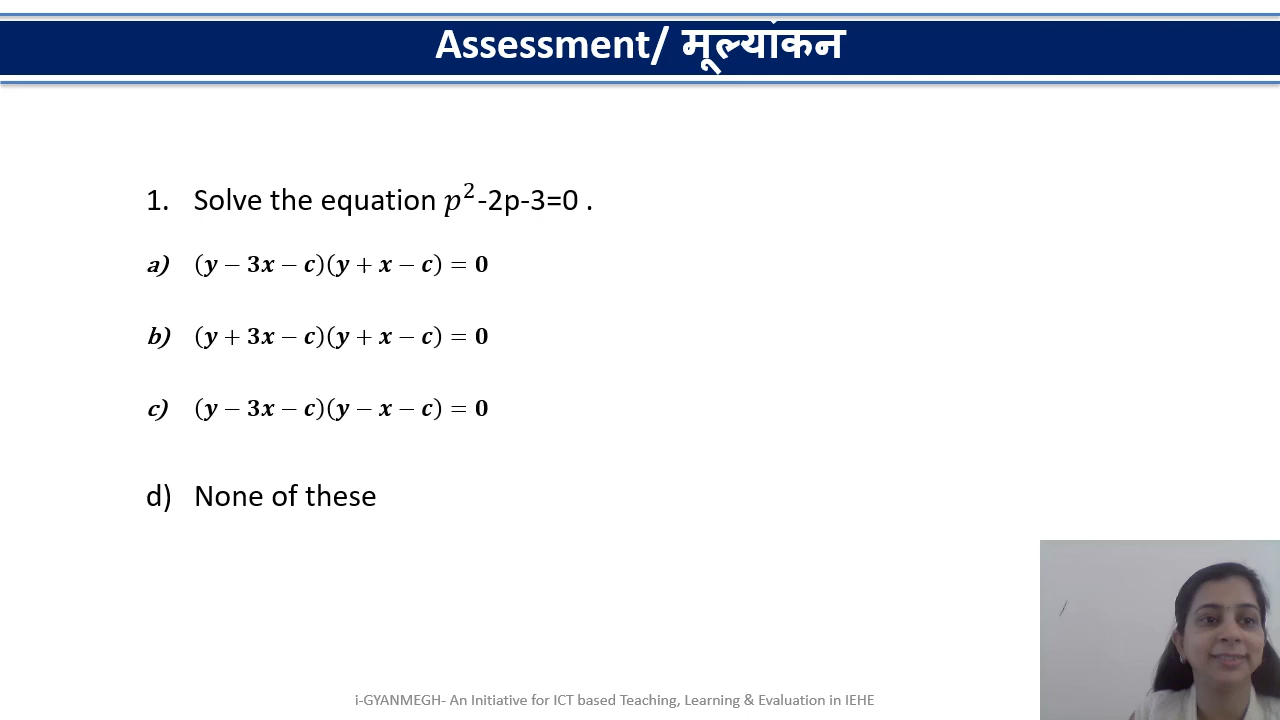 Assessment/ मूल्यांकन
1. Solve the equation p²-2p-3=0 .
a) (y − 3x − c)(y + x − c) = 0
b) (y + 3x − c)(y + x − c) = 0
c) (y − 3x − c)(y − x − c) = 0
d) None of these
i-GYANMEGH- An Initiative for ICT based Teaching, Learning & Evaluation in IEHE